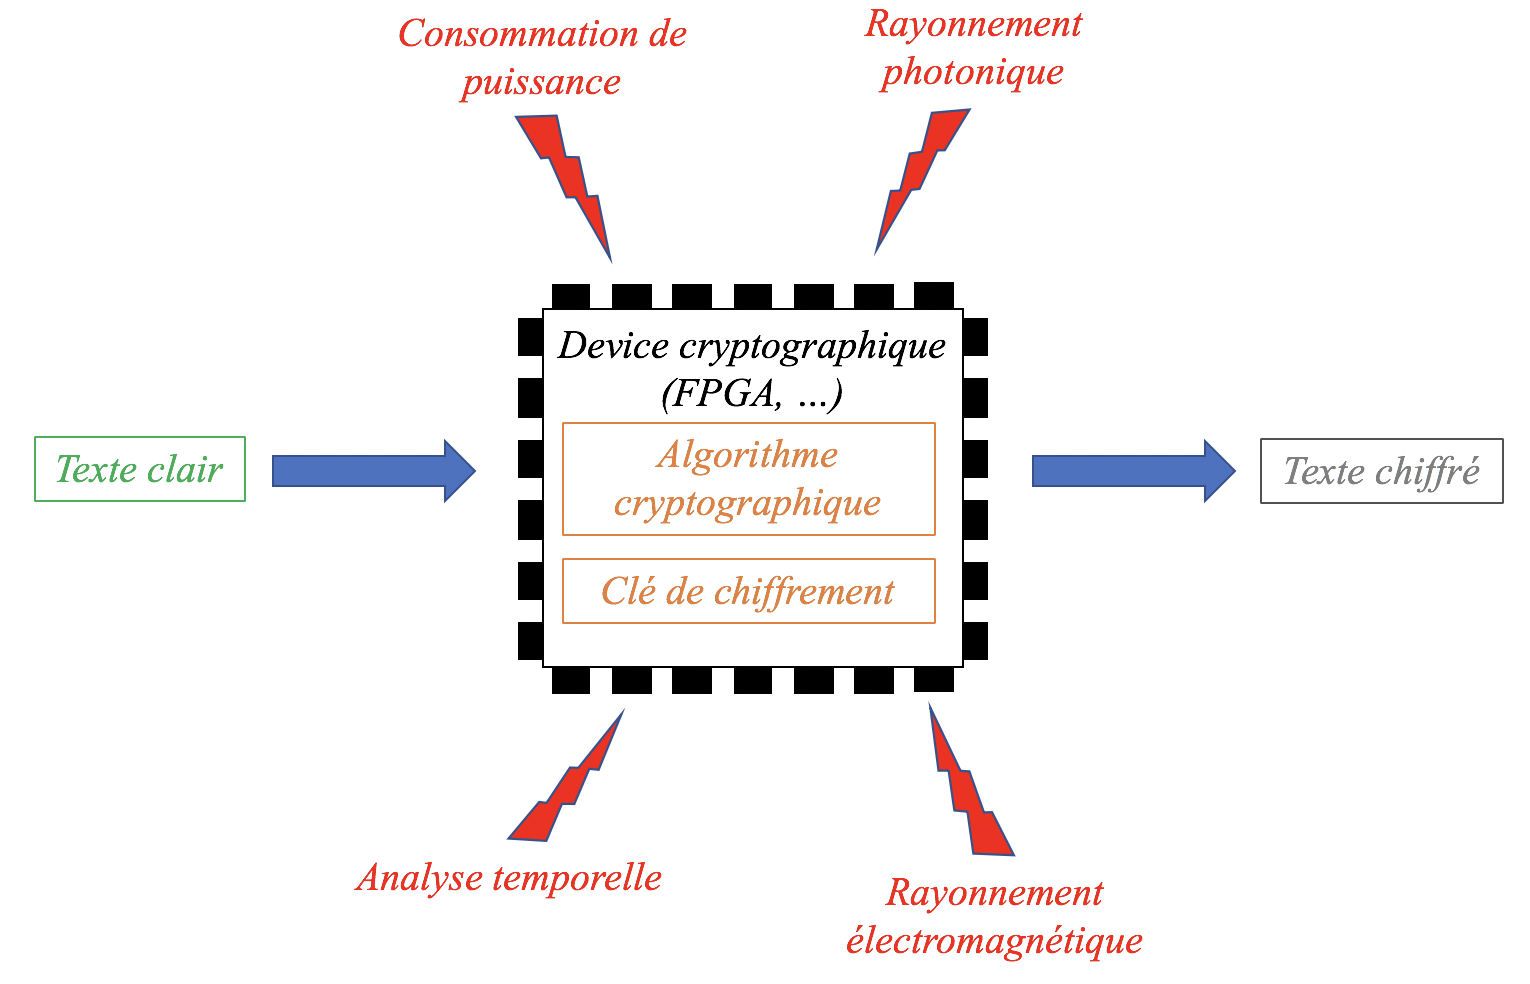 Consommation de
puissance
Rayonnement
photonique
Device cryptographique
(FPGA, ...)
Texte clair
Algorithme
cryptographique
Texte chiffré
Clé de chiffrement
Analyse temporelle
Rayonnement
électromagnétique